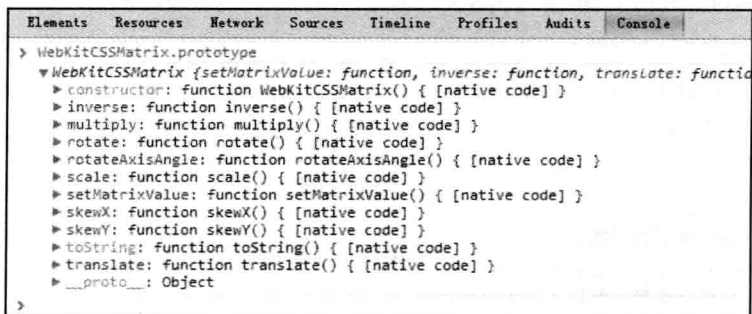 Elements Resources Network Sources Timeline Profiles Audits Console
> WebKitCSSMatrix.prototype
▼WebKitCSSMatrix {setMatrixValue: function, inverse: function, translate: functio
▶constructor: function WebKitCSSMatrix() { [native code] }
▶inverse: function inverse() { [native code] }
▶multiply: function multiply() { [native code] }
▶rotate: function rotate() { [native code] }
▶rotateAxisAngle: function rotateAxisAngle() { [native code] }
▶scale: function scale() { [native code] }
▶setMatrixValue: function setMatrixValue() { [native code] }
▶skewX: function skewX() { [native code] }
▶skewY: function skewY() { [native code] }
▶toString: function toString() { [native code] }
▶translate: function translate() { [native code] }
▶__proto__: Object
>